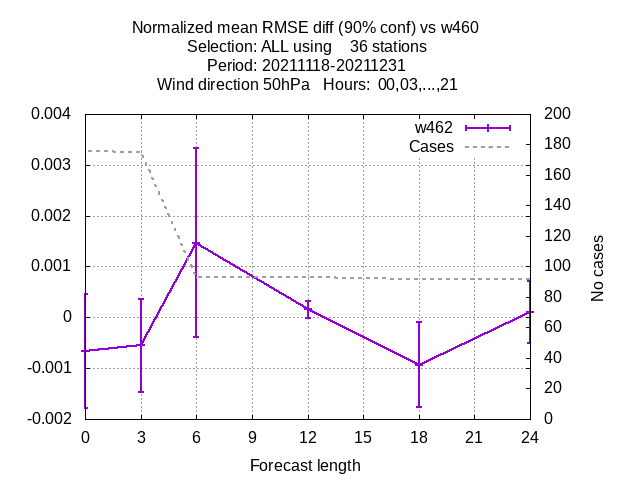 Normalized mean RMSE diff (90% conf) vs w460
Selection: ALL using    36 stations
Period: 20211118-20211231
Wind direction 50hPa   Hours:  00,03,...,21
w462
Cases
0.004
0.003
0.002
0.001
0
-0.001
-0.002
200
180
160
140
120
100
80
60
40
20
0
No cases
0 3 6 9 12 15 18 21 24
Forecast length